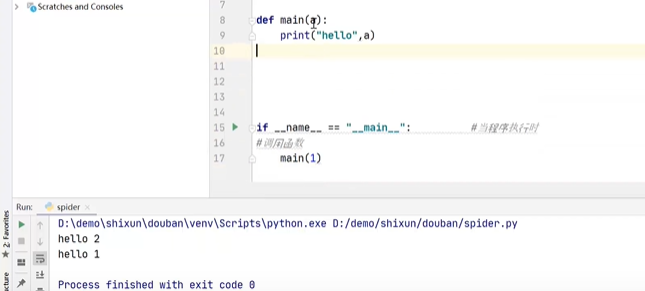 Scratches and Consoles
7
8 def main(a):
9 print("hello",a)
10
11
12
13
14
15 if __name__ == "__main__": #当程序执行时
16 #调用函数
17 main(1)
Run: spider
D:\demo\shixun\douban\venv\Scripts\python.exe D:/demo/shixun/douban/spider.py
hello 2
hello 1
Process finished with exit code 0
2: Favorites